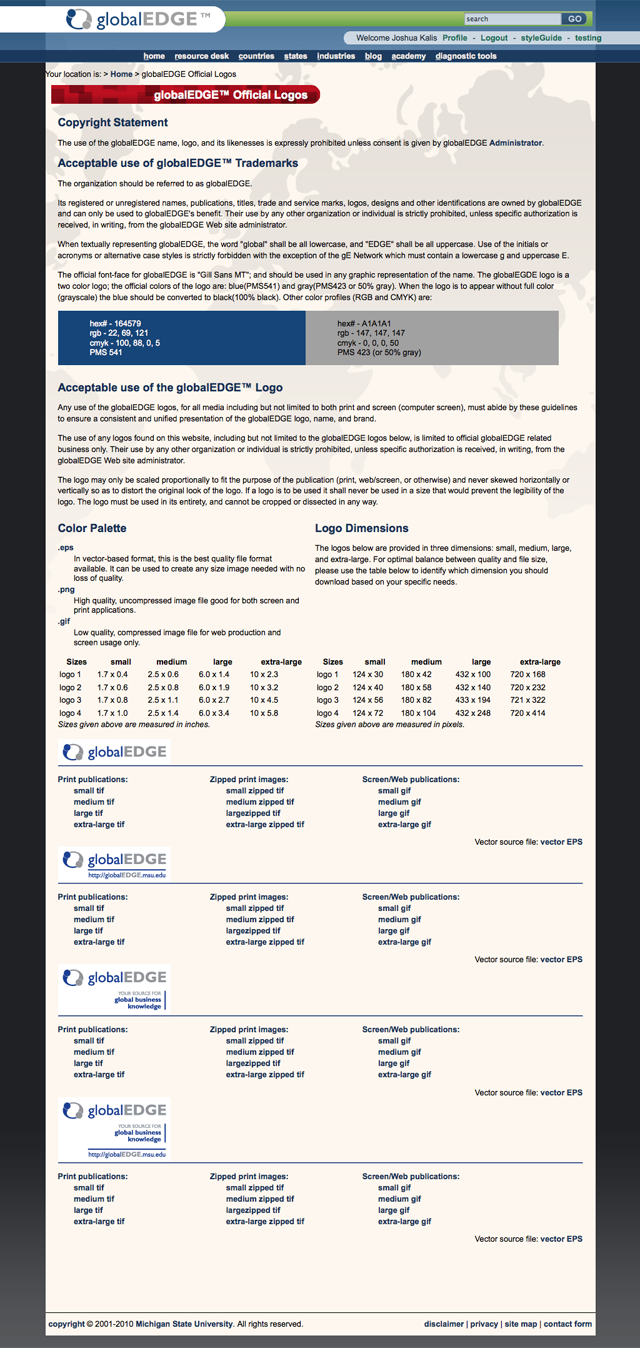 globalEDGE™
search
GO
Welcome Joshua Kalis Profile - Logout - styleGuide - testing
home resource desk countries states industries blog academy diagnostic tools
Your location is: > Home > globalEDGE Official Logos
globalEDGE™ Official Logos
Copyright Statement
The use of the globalEDGE name, logo, and its likenesses is expressly prohibited unless consent is given by globalEDGE Administrator.
Acceptable use of globalEDGE™ Trademarks
The organization should be referred to as globalEDGE.
Its registered or unregistered names, publications, titles, trade and service marks, logos, designs and other identifications are owned by globalEDGE
and can only be used to globalEDGE's benefit. Their use by any other organization or individual is strictly prohibited, unless specific authorization is
received, in writing, from the globalEDGE Web site administrator.
When textually representing globalEDGE, the word "global" shall be all lowercase, and "EDGE" shall be all uppercase. Use of the initials or
acronyms or alternative case styles is strictly forbidden with the exception of the gE Network which must contain a lowercase g and uppercase E.
The official font-face for globalEDGE is "Gill Sans MT"; and should be used in any graphic representation of the name. The globalEGDE logo is a
two color logo; the official colors of the logo are: blue(PMS541) and gray(PMS423 or 50% gray). When the logo is to appear without full color
(grayscale) the blue should be converted to black(100% black). Other color profiles (RGB and CMYK) are:
hex# - 164579
rgb - 22, 69, 121
cmyk - 100, 88, 0, 5
PMS 541
hex# - A1A1A1
rgb - 147, 147, 147
cmyk - 0, 0, 0, 50
PMS 423 (or 50% gray)
Acceptable use of the globalEDGE™ Logo
Any use of the globalEDGE logos, for all media including but not limited to both print and screen (computer screen), must abide by these guidelines
to ensure a consistent and unified presentation of the globalEDGE logo, name, and brand.
The use of any logos found on this website, including but not limited to the globalEDGE logos below, is limited to official globalEDGE related
business only. Their use by any other organization or individual is strictly prohibited, unless specific authorization is received, in writing, from the
globalEDGE Web site administrator.
The logo may only be scaled proportionally to fit the purpose of the publication (print, web/screen, or otherwise) and never skewed horizontally or
vertically so as to distort the original look of the logo. If a logo is to be used it shall never be used in a size that would prevent the legibility of the
logo. The logo must be used in its entirety, and cannot be cropped or dissected in any way.
Color Palette
.eps
In vector-based format, this is the best quality file format
available. It can be used to create any size image needed with no
loss of quality.
.png
High quality, uncompressed image file good for both screen and
print applications.
.gif
Low quality, compressed image file for web production and
screen usage only.
Logo Dimensions
The logos below are provided in three dimensions: small, medium, large,
and extra-large. For optimal balance between quality and file size,
please use the table below to identify which dimension you should
download based on your specific needs.
Sizes small medium large extra-large
logo 1 1.7 x 0.4 2.5 x 0.6 6.0 x 1.4 10 x 2.3
logo 2 1.7 x 0.6 2.5 x 0.8 6.0 x 1.9 10 x 3.2
logo 3 1.7 x 0.8 2.5 x 1.1 6.0 x 2.7 10 x 4.5
logo 4 1.7 x 1.0 2.5 x 1.4 6.0 x 3.4 10 x 5.8
Sizes given above are measured in inches.
Sizes small medium large extra-large
logo 1 124 x 30 180 x 42 432 x 100 720 x 168
logo 2 124 x 40 180 x 58 432 x 140 720 x 232
logo 3 124 x 56 180 x 82 433 x 194 721 x 322
logo 4 124 x 72 180 x 104 432 x 248 720 x 414
Sizes given above are measured in pixels.
globalEDGE
Print publications: Zipped print images: Screen/Web publications:
small tif small zipped tif small gif
medium tif medium zipped tif medium gif
large tif largezipped tif large gif
extra-large tif extra-large zipped tif extra-large gif
Vector source file: vector EPS
globalEDGE
http://globalEDGE.msu.edu
Print publications: Zipped print images: Screen/Web publications:
small tif small zipped tif small gif
medium tif medium zipped tif medium gif
large tif largezipped tif large gif
extra-large tif extra-large zipped tif extra-large gif
Vector source file: vector EPS
globalEDGE
YOUR SOURCE FOR
global business
knowledge
Print publications: Zipped print images: Screen/Web publications:
small tif small zipped tif small gif
medium tif medium zipped tif medium gif
large tif largezipped tif large gif
extra-large tif extra-large zipped tif extra-large gif
Vector source file: vector EPS
globalEDGE
YOUR SOURCE FOR
global business
knowledge
http://globalEDGE.msu.edu
Print publications: Zipped print images: Screen/Web publications:
small tif small zipped tif small gif
medium tif medium zipped tif medium gif
large tif largezipped tif large gif
extra-large tif extra-large zipped tif extra-large gif
Vector source file: vector EPS
copyright © 2001-2010 Michigan State University. All rights reserved.
disclaimer | privacy | site map | contact form